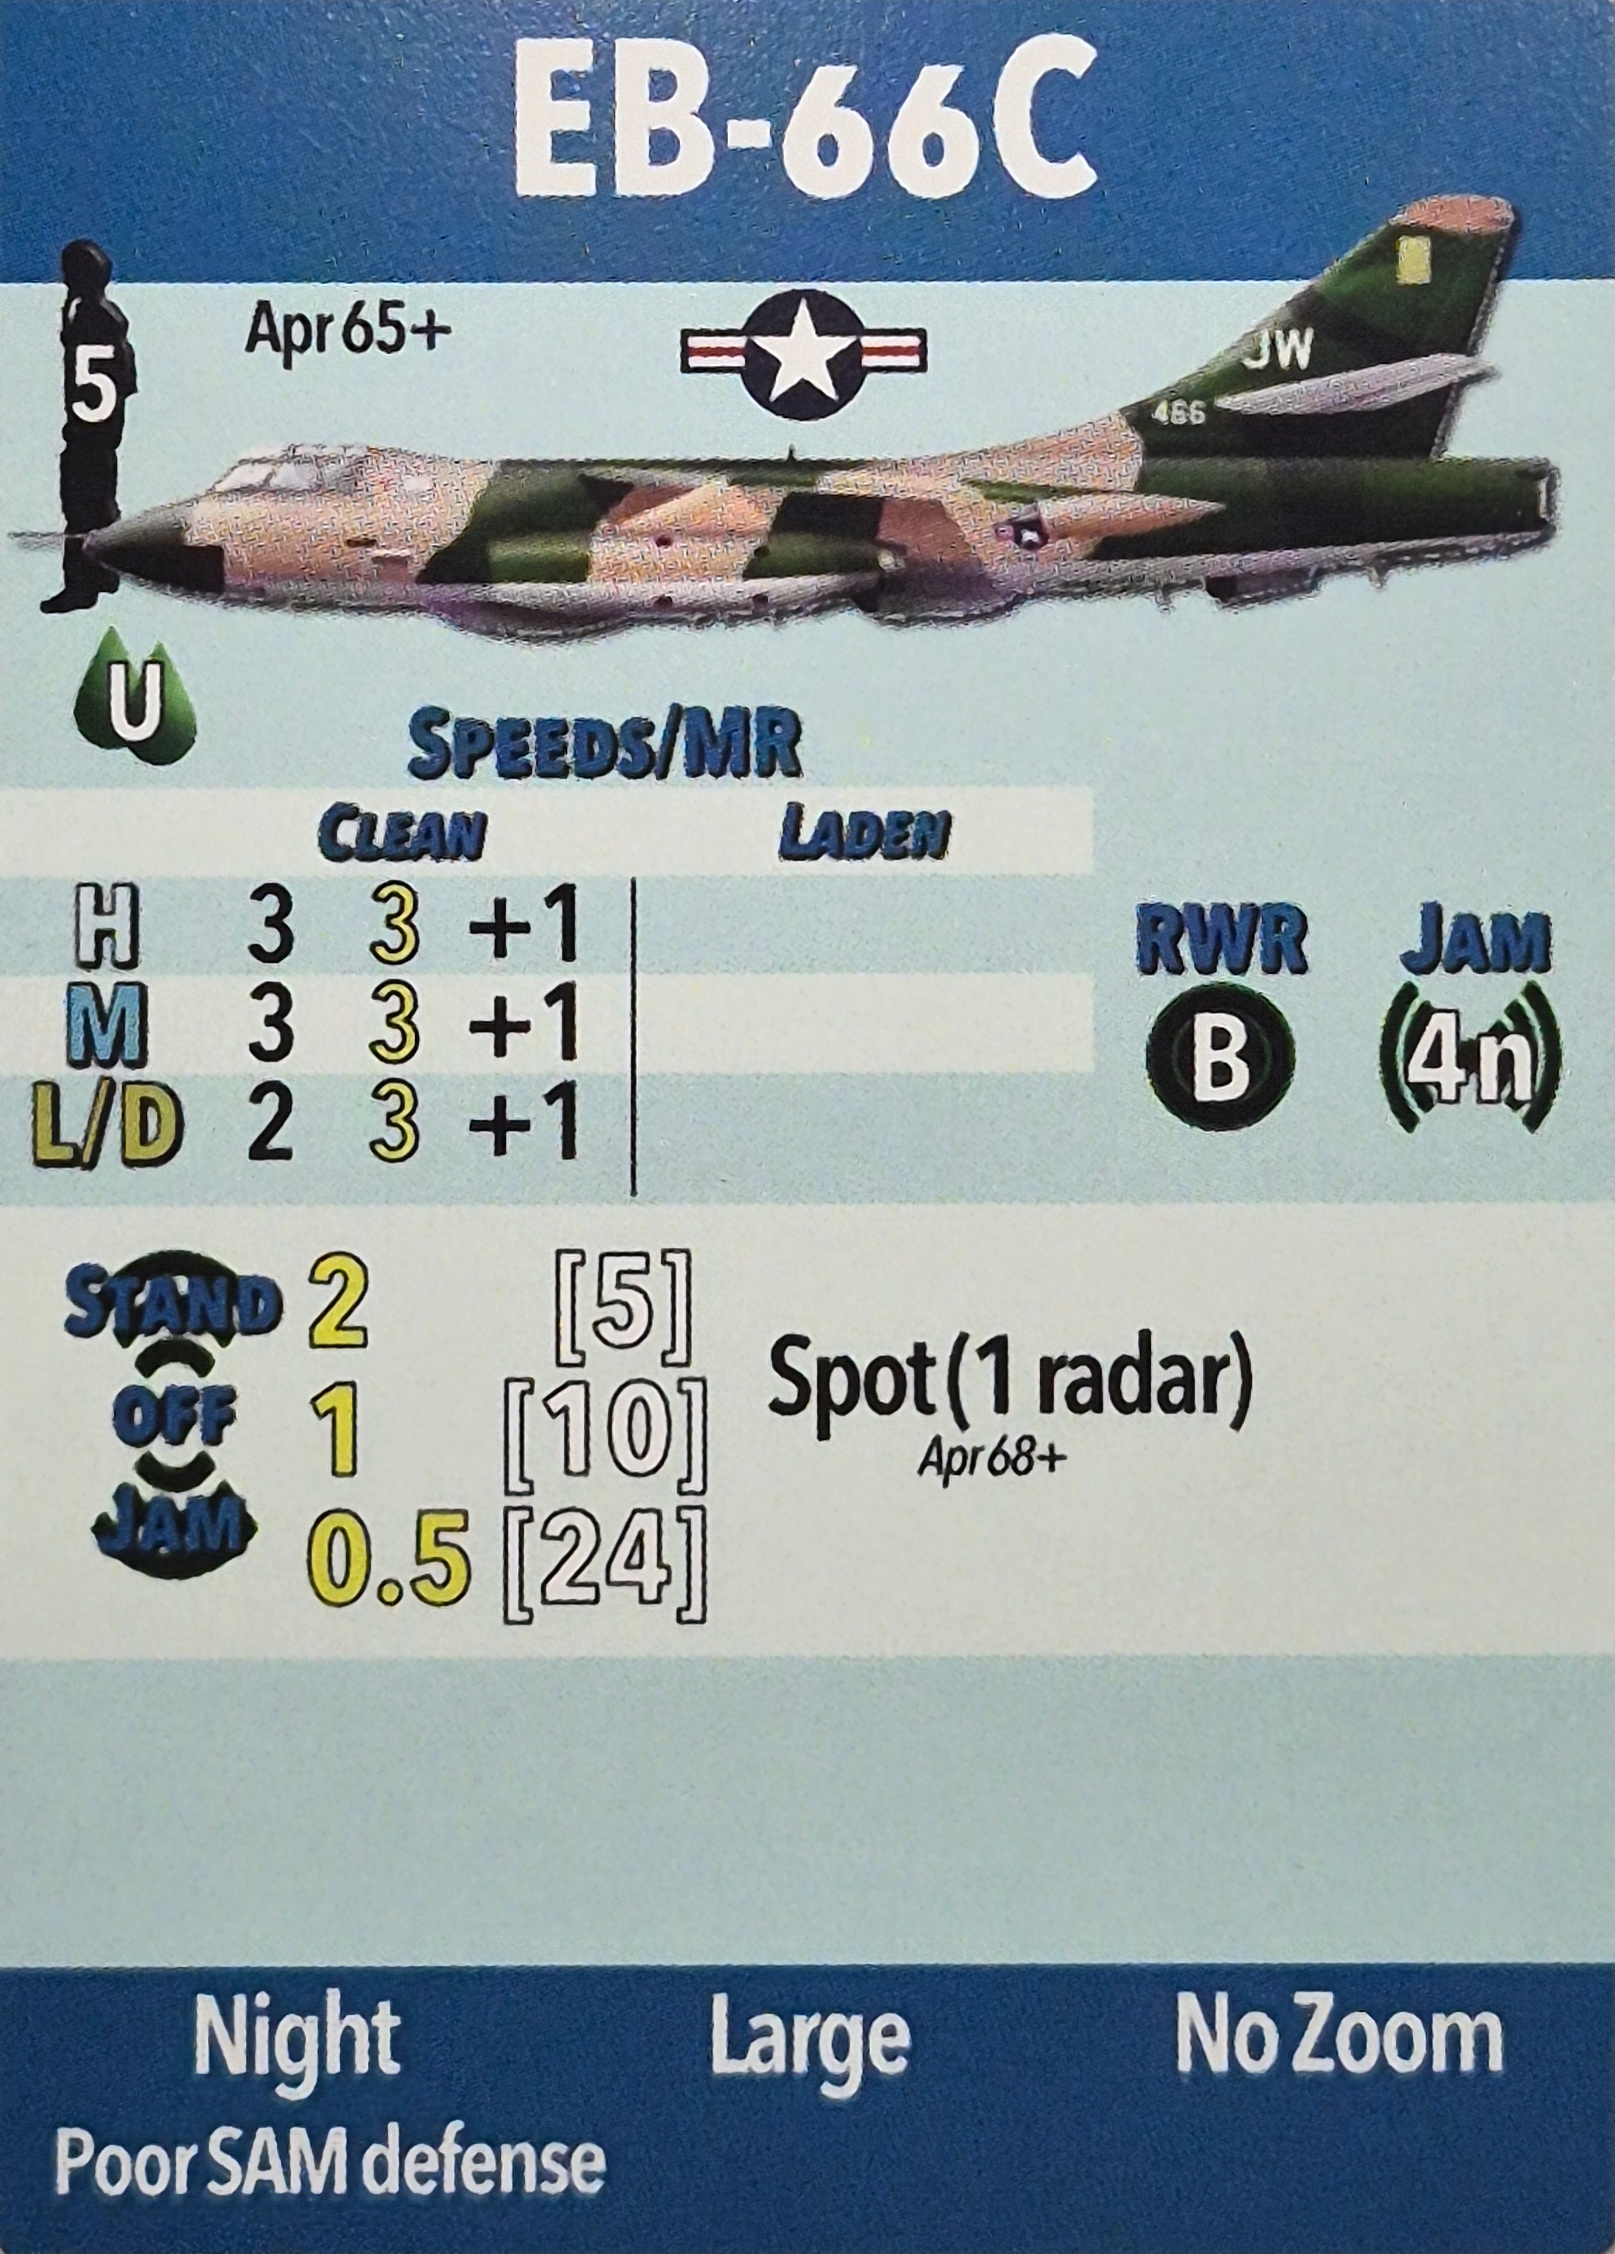 EB-66C
5
Apr 65+
JW
466
U
SPEEDS/MR
CLEAN LADEN
H 3 3 +1
M 3 3 +1
L/D 2 3 +1
RWR JAM
B 4n
STAND OFF JAM
2 [5]
1 [10]
0.5 [24]
Spot (1 radar)
Apr 68+
Night Large No Zoom
Poor SAM defense